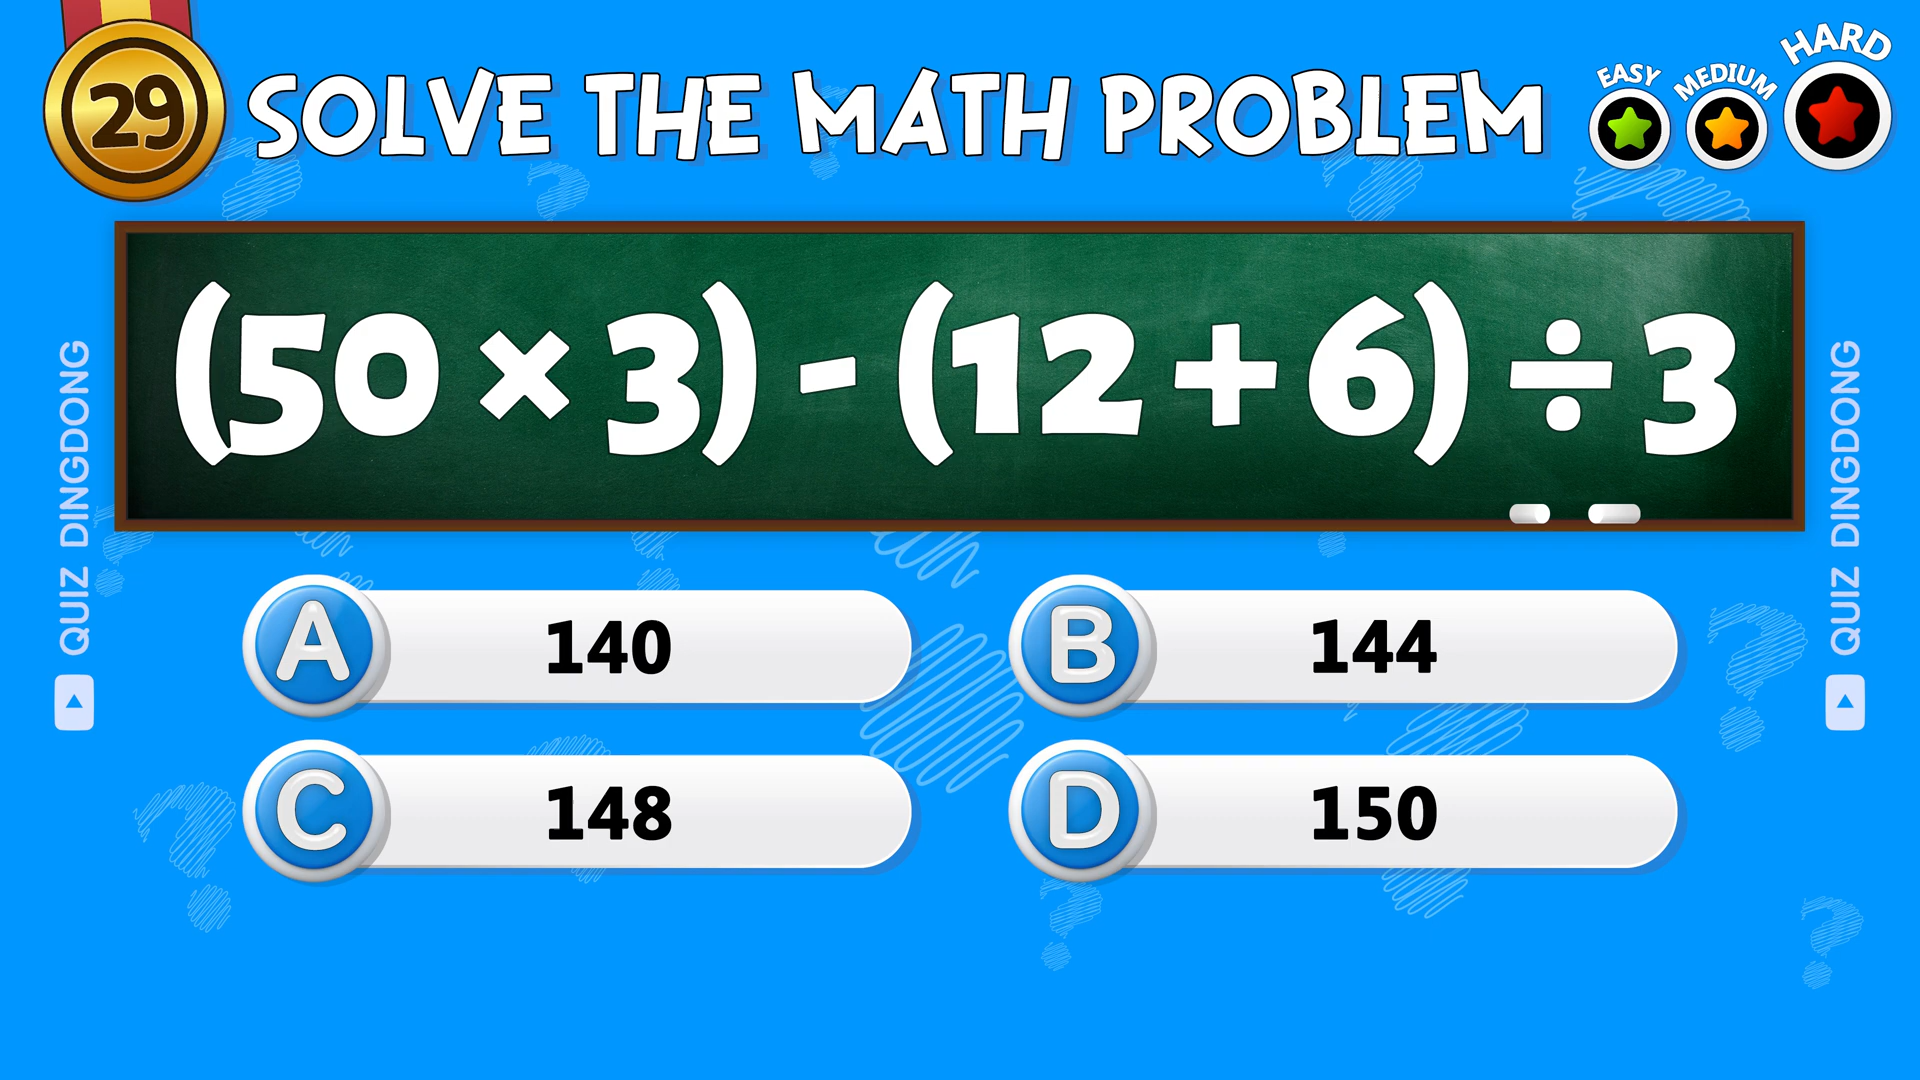 29
SOLVE THE MATH PROBLEM
EASY
MEDIUM
HARD
(50 × 3) - (12 + 6) ÷ 3
QUIZ DINGDONG
QUIZ DINGDONG
A 140
B 144
C 148
D 150